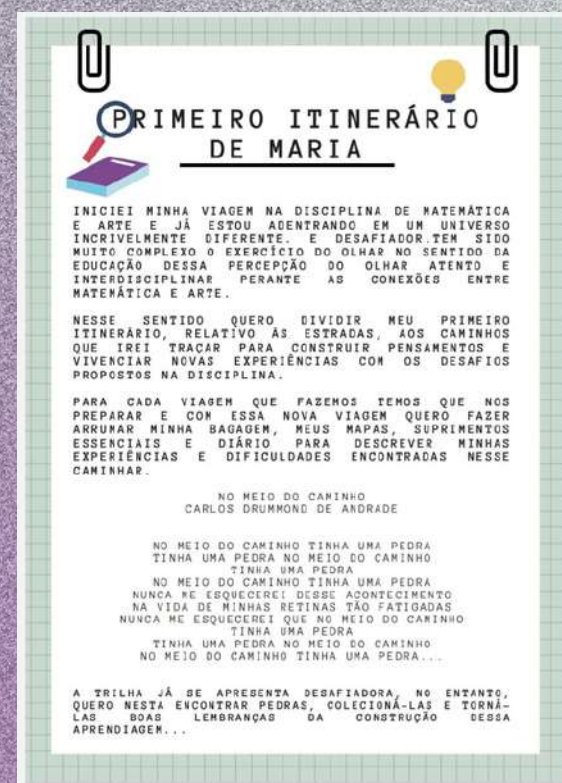 PRIMEIRO ITINERÁRIO
DE MARIA
INICIEI MINHA VIAGEM NA DISCIPLINA DE MATEMÁTICA
E ARTE E JÁ ESTOU ADENTRANDO EM UM UNIVERSO
INCRIVELMENTE DIFERENTE. E DESAFIADOR.TEM SIDO
MUITO COMPLEXO O EXERCÍCIO DO OLHAR NO SENTIDO DA
EDUCAÇÃO DESSA PERCEPÇÃO DO OLHAR ATENTO E
INTERDISCIPLINAR PERANTE AS CONEXÕES ENTRE
MATEMÁTICA E ARTE.
NESSE SENTIDO QUERO DIVIDIR MEU PRIMEIRO
ITINERÁRIO, RELATIVO ÀS ESTRADAS, AOS CAMINHOS
QUE IREI TRAÇAR PARA CONSTRUIR PENSAMENTOS E
VIVENCIAR NOVAS EXPERIÊNCIAS COM OS DESAFIOS
PROPOSTOS NA DISCIPLINA.
PARA CADA VIAGEM QUE FAZEMOS TEMOS QUE NOS
PREPARAR E COM ESSA NOVA VIAGEM QUERO FAZER
ARRUMAR MINHA BAGAGEM, MEUS MAPAS, SUPRIMENTOS
ESSENCIAIS E DIÁRIO PARA DESCREVER MINHAS
EXPERIÊNCIAS E DIFICULDADES ENCONTRADAS NESSE
CAMINHAR.
NO MEIO DO CAMINHO
CARLOS DRUMMOND DE ANDRADE
NO MEIO DO CAMINHO TINHA UMA PEDRA
TINHA UMA PEDRA NO MEIO DO CAMINHO
TINHA UMA PEDRA
NO MEIO DO CAMINHO TINHA UMA PEDRA
NUNCA ME ESQUECEREI DESSE ACONTECIMENTO
NA VIDA DE MINHAS RETINAS TÃO FATIGADAS
NUNCA ME ESQUECEREI QUE NO MEIO DO CAMINHO
TINHA UMA PEDRA
TINHA UMA PEDRA NO MEIO DO CAMINHO
NO MEIO DO CAMINHO TINHA UMA PEDRA...
A TRILHA JÁ SE APRESENTA DESAFIADORA, NO ENTANTO,
QUERO NESTA ENCONTRAR PEDRAS, COLECIONÁ-LAS E TORNÁ-
LAS BOAS LEMBRANÇAS DA CONSTRUÇÃO DESSA
APRENDIAGEM...